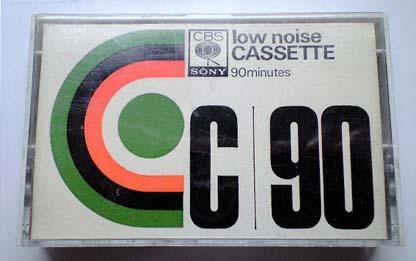 CBS
SONY
low noise
CASSETTE
90minutes
C|90